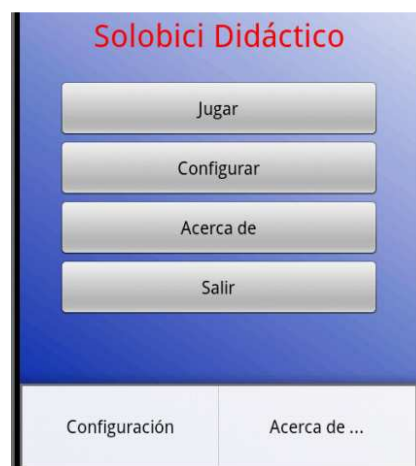 Solobici Didáctico
Jugar
Configurar
Acerca de
Salir
Configuración Acerca de ...